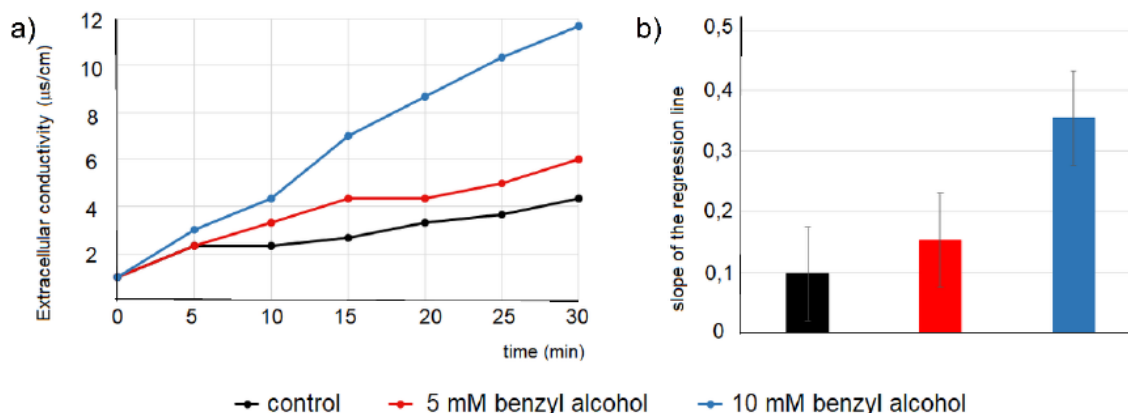 a)
Extracellular conductivity (µs/cm)
12
10
8
6
4
2
0 5 10 15 20 25 30
time (min)
b)
slope of the regression line
0,5
0,4
0,3
0,2
0,1
0
control 5 mM benzyl alcohol 10 mM benzyl alcohol